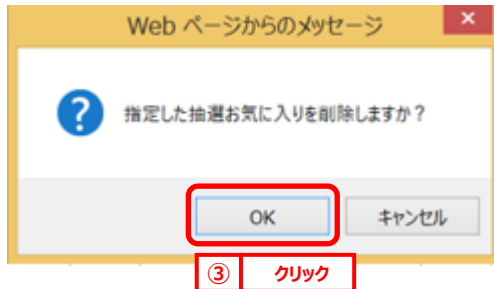 Web ページからのメッセージ
×
?
指定した抽選お気に入りを削除しますか？
OK
キャンセル
③ クリック